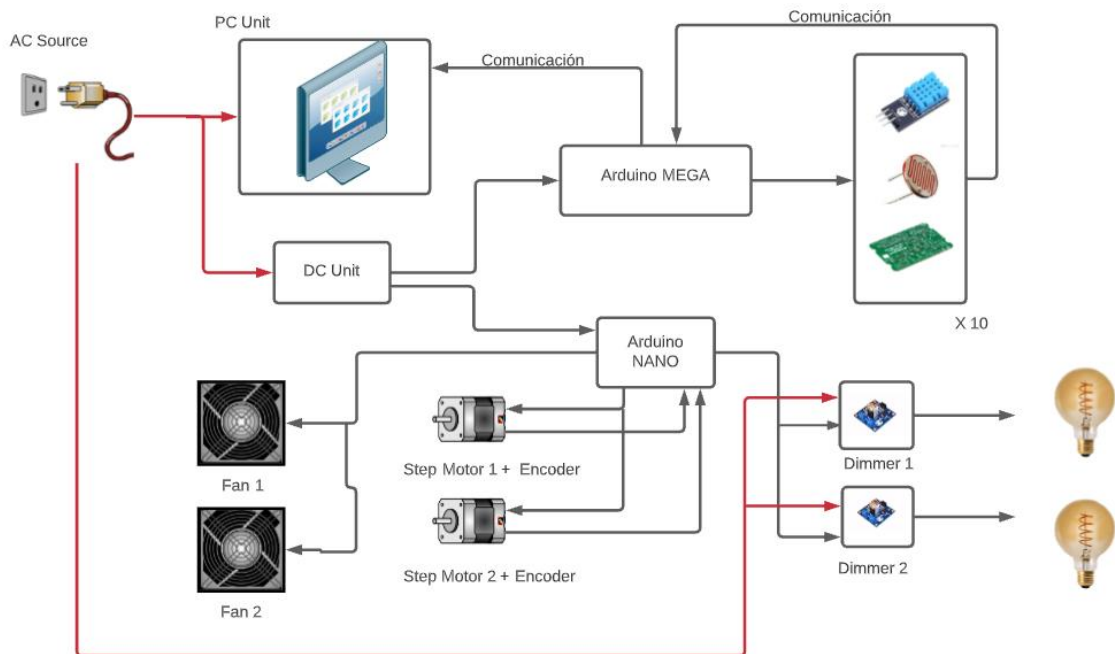 PC Unit
AC Source
Comunicación
Comunicación
Arduino MEGA
DC Unit
X 10
Arduino
NANO
Fan 1
Step Motor 1 + Encoder
Dimmer 1
Fan 2
Step Motor 2 + Encoder
Dimmer 2